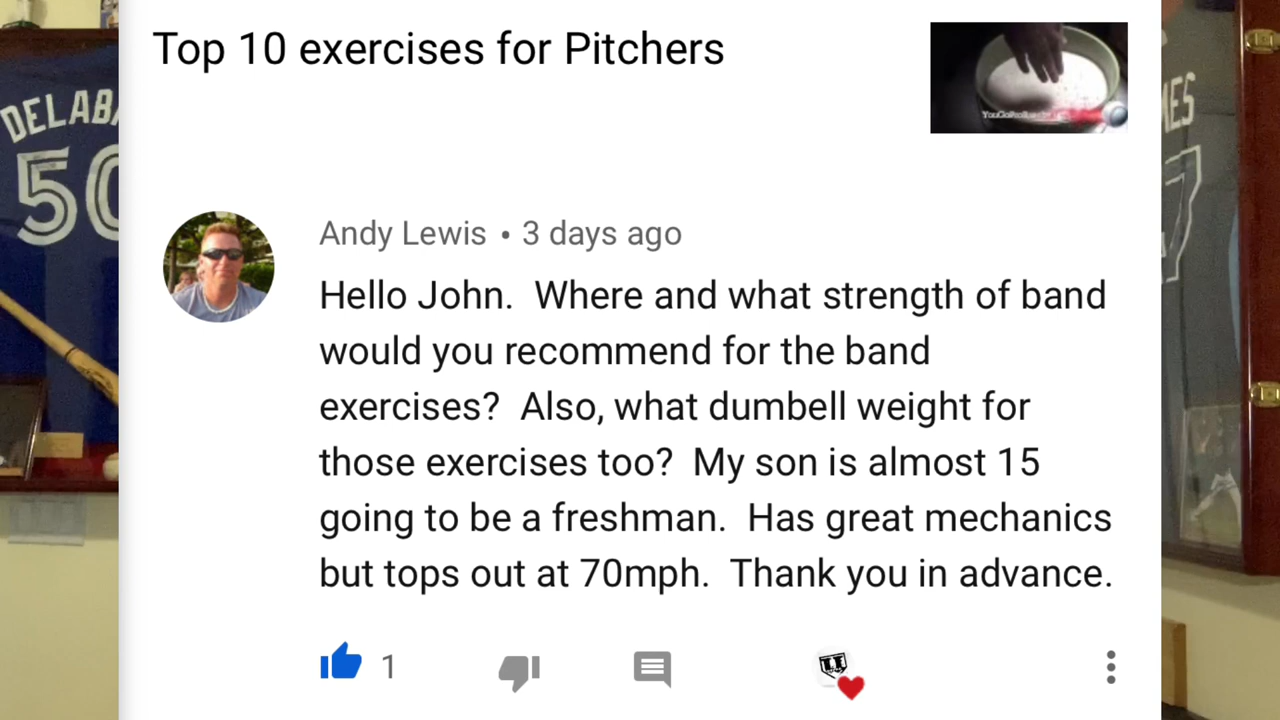 Top 10 exercises for Pitchers
Andy Lewis • 3 days ago
Hello John.  Where and what strength of band
would you recommend for the band
exercises?  Also, what dumbell weight for
those exercises too?  My son is almost 15
going to be a freshman.  Has great mechanics
but tops out at 70mph.  Thank you in advance.
1
50